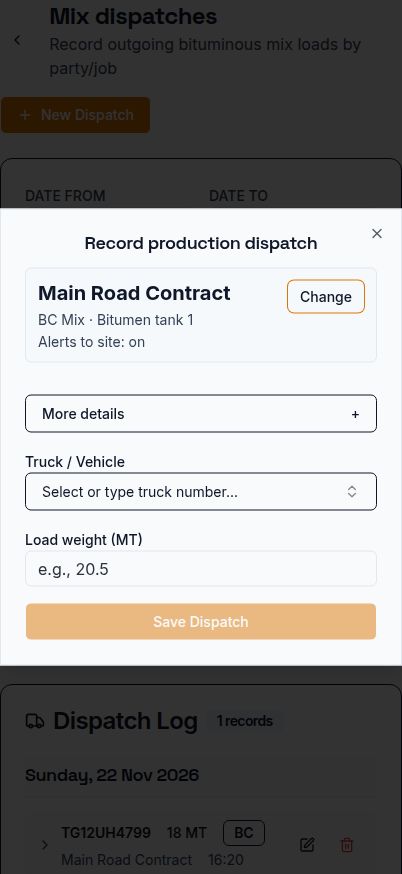 Mix dispatches
Record outgoing bituminous mix loads by
party/job
+ New Dispatch
DATE FROM DATE TO
Record production dispatch
Main Road Contract
Change
BC Mix · Bitumen tank 1
Alerts to site: on
More details +
Truck / Vehicle
Select or type truck number...
Load weight (MT)
e.g., 20.5
Save Dispatch
Dispatch Log 1 records
Sunday, 22 Nov 2026
TG12UH4799 18 MT BC
Main Road Contract 16:20